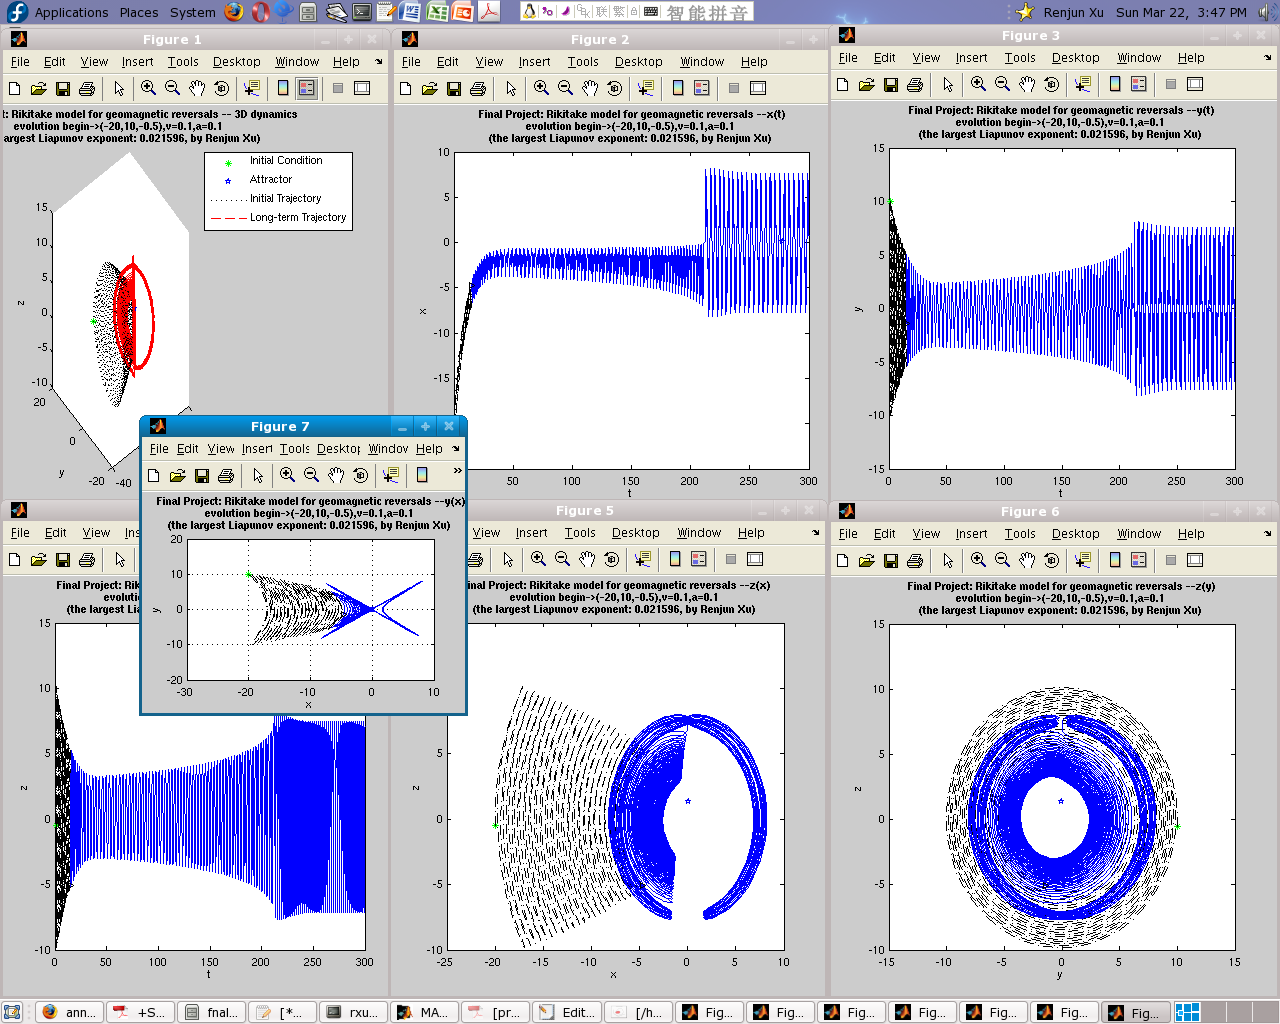 Applications Places System
智能拼音
Renjun Xu Sun Mar 22, 3:47 PM
Figure 1
File Edit View Insert Tools Desktop Window Help
: Rikitake model for geomagnetic reversals -- 3D dynamics
evolution begin->(-20,10,-0.5),v=0.1,a=0.1
argest Liapunov exponent: 0.021596, by Renjun Xu)
Initial Condition
Attractor
Initial Trajectory
Long-term Trajectory
15
10
5
0
-5
-10
z
20
0
-20
y
-40
Figure 2
File Edit View Insert Tools Desktop Window Help
Final Project: Rikitake model for geomagnetic reversals --x(t)
evolution begin->(-20,10,-0.5),v=0.1,a=0.1
(the largest Liapunov exponent: 0.021596, by Renjun Xu)
10
5
0
-5
-10
-15
x
50 100 150 200 250 300
t
Figure 3
File Edit View Insert Tools Desktop Window Help
Final Project: Rikitake model for geomagnetic reversals --y(t)
evolution begin->(-20,10,-0.5),v=0.1,a=0.1
(the largest Liapunov exponent: 0.021596, by Renjun Xu)
15
10
5
0
-5
-10
-15
y
0 50 100 150 200 250 300
t
Figure 7
File Edit View Insert Tools Desktop Window Help
Final Project: Rikitake model for geomagnetic reversals --y(x)
evolution begin->(-20,10,-0.5),v=0.1,a=0.1
(the largest Liapunov exponent: 0.021596, by Renjun Xu)
20
10
0
-10
-20
y
-30 -20 -10 0 10
x
File Edit View Ins
Final Project: Rikit
evoluti
(the largest Li
15
10
5
0
-5
-10
z
0 50 100 150 200 250 300
t
Figure 5
View Insert Tools Desktop Window Help
inal Project: Rikitake model for geomagnetic reversals --z(x)
evolution begin->(-20,10,-0.5),v=0.1,a=0.1
(the largest Liapunov exponent: 0.021596, by Renjun Xu)
15
10
5
0
-5
-10
z
-25 -20 -15 -10 -5 0 5 10
x
Figure 6
File Edit View Insert Tools Desktop Window Help
Final Project: Rikitake model for geomagnetic reversals --z(y)
evolution begin->(-20,10,-0.5),v=0.1,a=0.1
(the largest Liapunov exponent: 0.021596, by Renjun Xu)
15
10
5
0
-5
-10
z
-15 -10 -5 0 5 10 15
y
ann... +S... fnal... [*... rxu... MA... [pr... Edit... [/h... Fig... Fig... Fig... Fig... Fig... Fig... Fig...